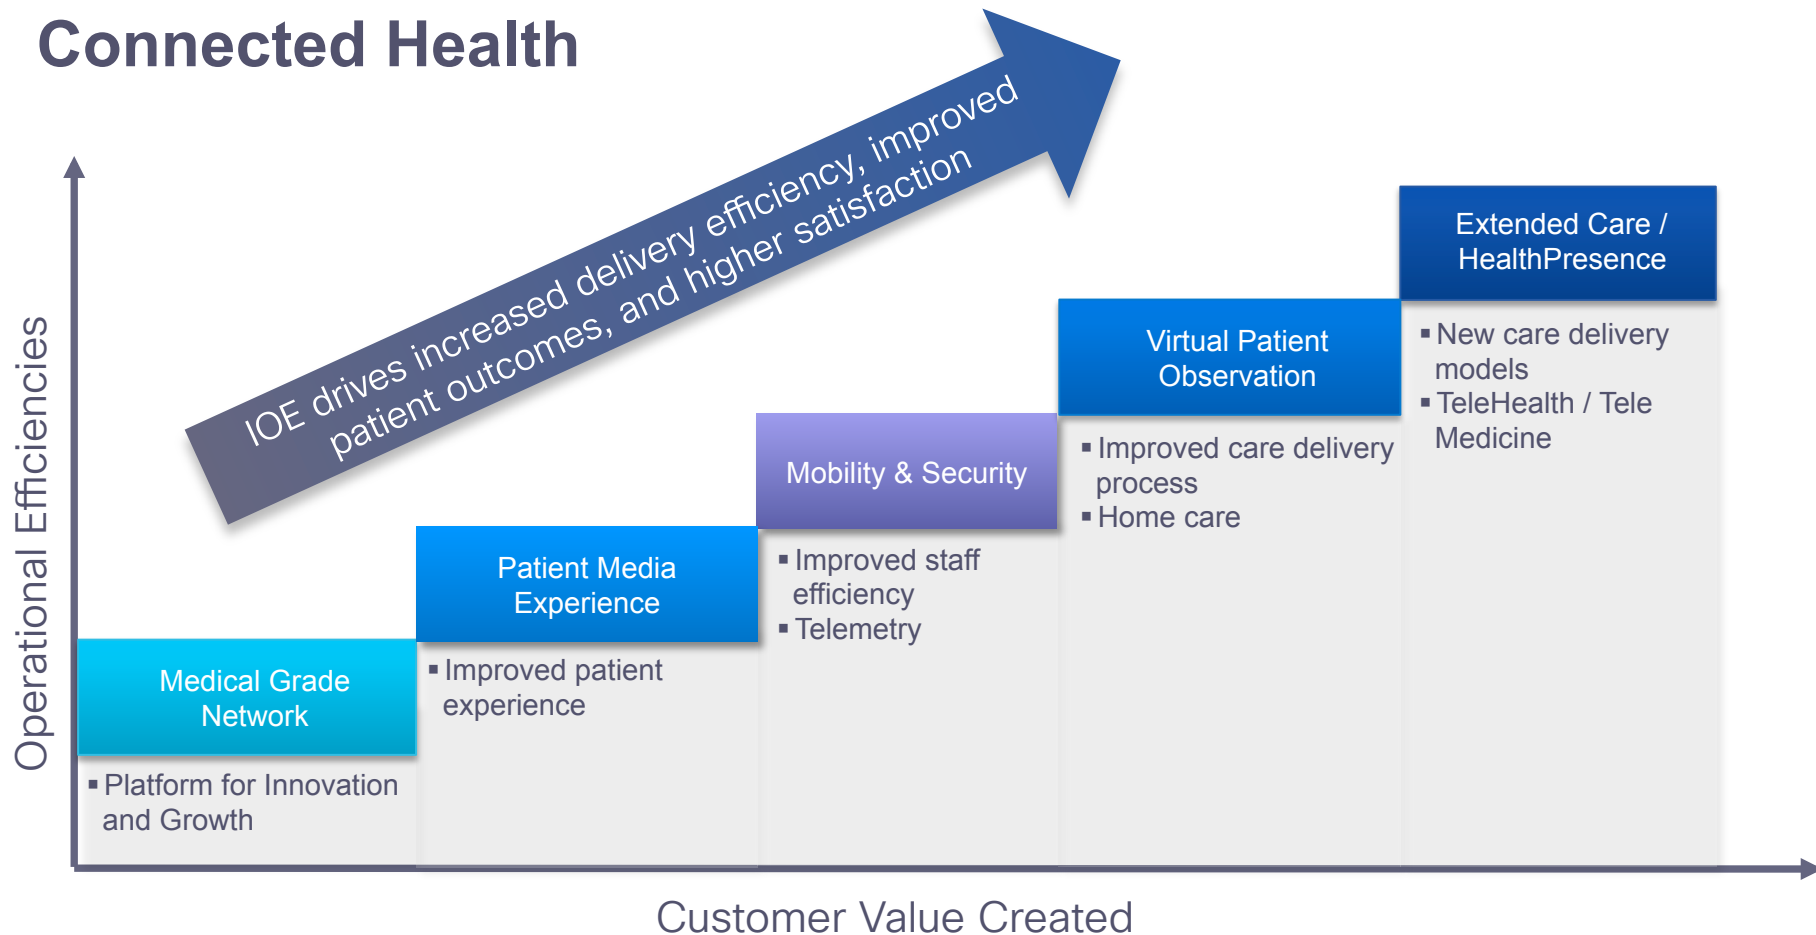 Connected Health
IOE drives increased delivery efficiency, improved
patient outcomes, and higher satisfaction
Operational Efficiencies
Medical Grade
Network
▪ Platform for Innovation
and Growth
Patient Media
Experience
▪ Improved patient
experience
Mobility & Security
▪ Improved staff
efficiency
▪ Telemetry
Virtual Patient
Observation
▪ Improved care delivery
process
▪ Home care
Extended Care /
HealthPresence
▪ New care delivery
models
▪ TeleHealth / Tele
Medicine
Customer Value Created